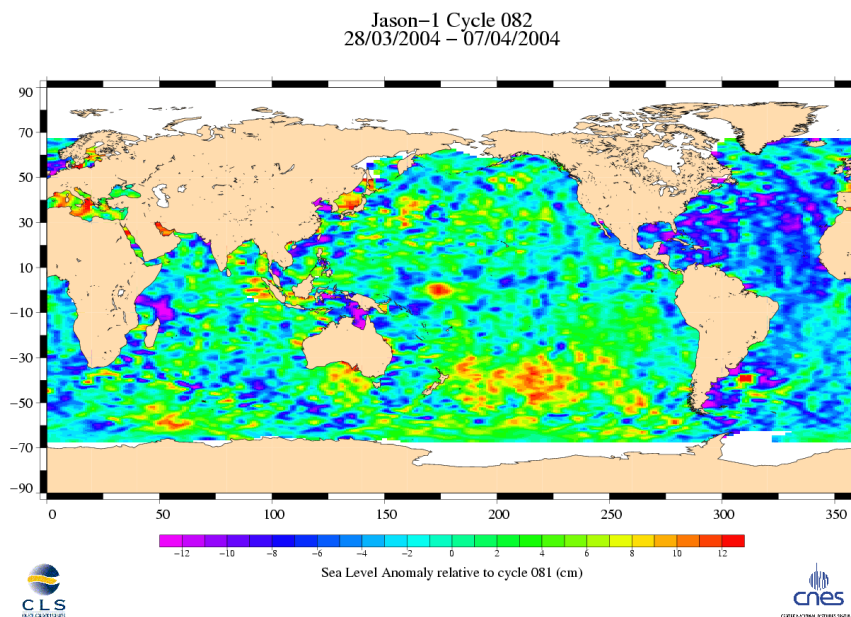 Jason−1 Cycle 082
28/03/2004 − 07/04/2004
90
70
50
30
10
−10
−30
−50
−70
−90
0 50 100 150 200 250 300 350
−12 −10 −8 −6 −4 −2 0 2 4 6 8 10 12
Sea Level Anomaly relative to cycle 081 (cm)
CLS
cnes